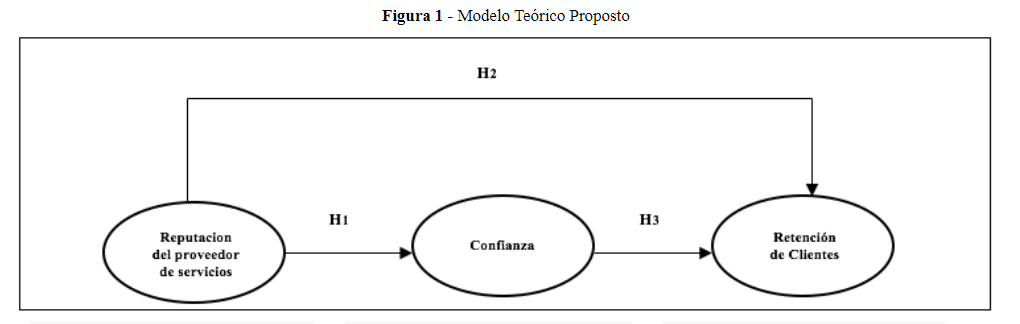 Figura 1 - Modelo Teórico Proposto
H2
H1
H3
Reputacion
del proveedor
de servicios
Confianza
Retención
de Clientes